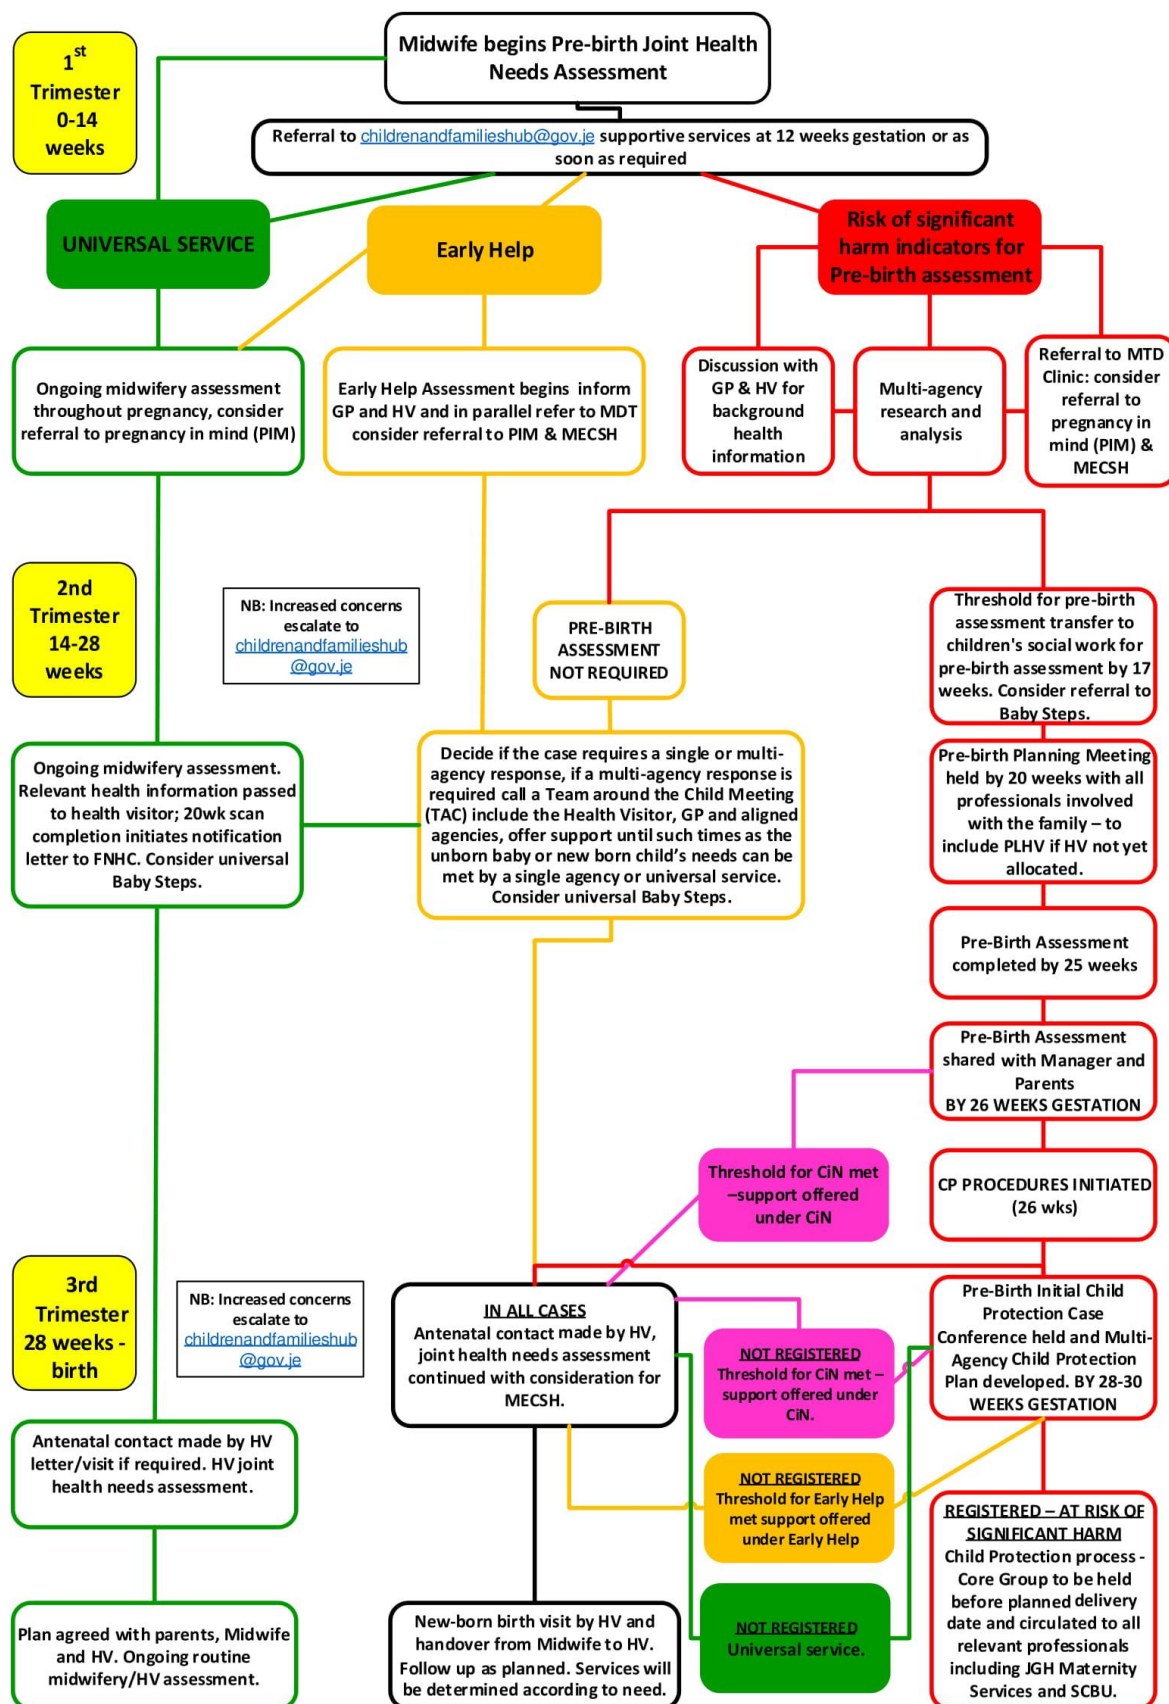 1st
Trimester
0-14
weeks
Midwife begins Pre-birth Joint Health
Needs Assessment
Referral to childrenandfamilieshub@gov.je supportive services at 12 weeks gestation or as
soon as required
UNIVERSAL SERVICE
Early Help
Risk of significant
harm indicators for
Pre-birth assessment
Ongoing midwifery assessment
throughout pregnancy, consider
referral to pregnancy in mind (PIM)
Early Help Assessment begins inform
GP and HV and in parallel refer to MDT
consider referral to PIM & MECSH
Discussion with
GP & HV for
background
health
information
Multi-agency
research and
analysis
Referral to MTD
Clinic: consider
referral to
pregnancy in
mind (PIM) &
MECSH
2nd
Trimester
14-28
weeks
NB: Increased concerns
escalate to
childrenandfamilieshub
@gov.je
PRE-BIRTH
ASSESSMENT
NOT REQUIRED
Threshold for pre-birth
assessment transfer to
children's social work for
pre-birth assessment by 17
weeks. Consider referral to
Baby Steps.
Ongoing midwifery assessment.
Relevant health information passed
to health visitor; 20wk scan
completion initiates notification
letter to FNHC. Consider universal
Baby Steps.
Decide if the case requires a single or multi-
agency response, if a multi-agency response is
required call a Team around the Child Meeting
(TAC) include the Health Visitor, GP and aligned
agencies, offer support until such times as the
unborn baby or new born child's needs can be
met by a single agency or universal service.
Consider universal Baby Steps.
Pre-birth Planning Meeting
held by 20 weeks with all
professionals involved
with the family – to
include PLHV if HV not yet
allocated.
Pre-Birth Assessment
completed by 25 weeks
Pre-Birth Assessment
shared with Manager and
Parents
BY 26 WEEKS GESTATION
Threshold for CiN met
–support offered
under CiN
CP PROCEDURES INITIATED
(26 wks)
3rd
Trimester
28 weeks -
birth
NB: Increased concerns
escalate to
childrenandfamilieshub
@gov.je
IN ALL CASES
Antenatal contact made by HV,
joint health needs assessment
continued with consideration for
MECSH.
NOT REGISTERED
Threshold for CiN met –
support offered under
CiN.
Pre-Birth Initial Child
Protection Case
Conference held and Multi-
Agency Child Protection
Plan developed. BY 28-30
WEEKS GESTATION
Antenatal contact made by HV
letter/visit if required. HV joint
health needs assessment.
NOT REGISTERED
Threshold for Early Help
met support offered
under Early Help
REGISTERED – AT RISK OF
SIGNIFICANT HARM
Child Protection process -
Core Group to be held
before planned delivery
date and circulated to all
relevant professionals
including JGH Maternity
Services and SCBU.
Plan agreed with parents, Midwife
and HV. Ongoing routine
midwifery/HV assessment.
New-born birth visit by HV and
handover from Midwife to HV.
Follow up as planned. Services will
be determined according to need.
NOT REGISTERED
Universal service.